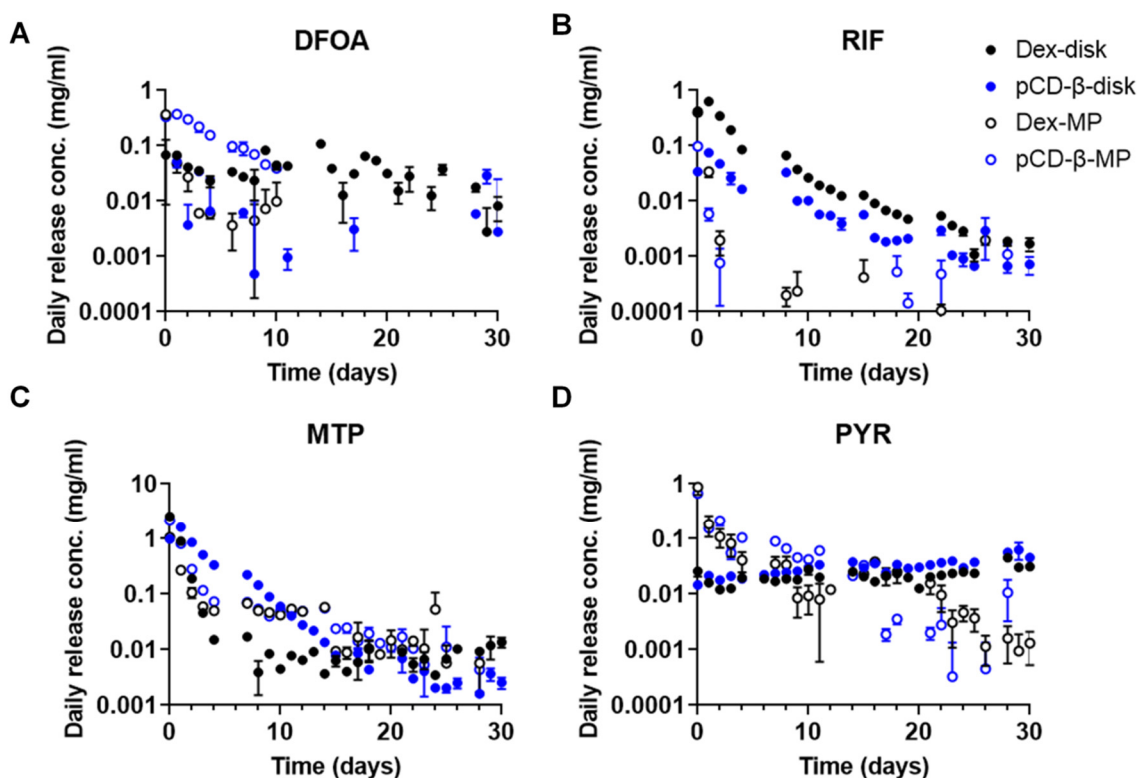 A
DFOA
Daily release conc. (mg/ml)
1
0.1
0.01
0.001
0.0001
0 10 20 30
Time (days)
B
RIF
Daily release conc. (mg/ml)
1
0.1
0.01
0.001
0.0001
0 10 20 30
Time (days)
Dex-disk
pCD-β-disk
Dex-MP
pCD-β-MP
C
MTP
Daily release conc. (mg/ml)
10
1
0.1
0.01
0.001
0 10 20 30
Time (days)
D
PYR
Daily release conc. (mg/ml)
1
0.1
0.01
0.001
0.0001
0 10 20 30
Time (days)